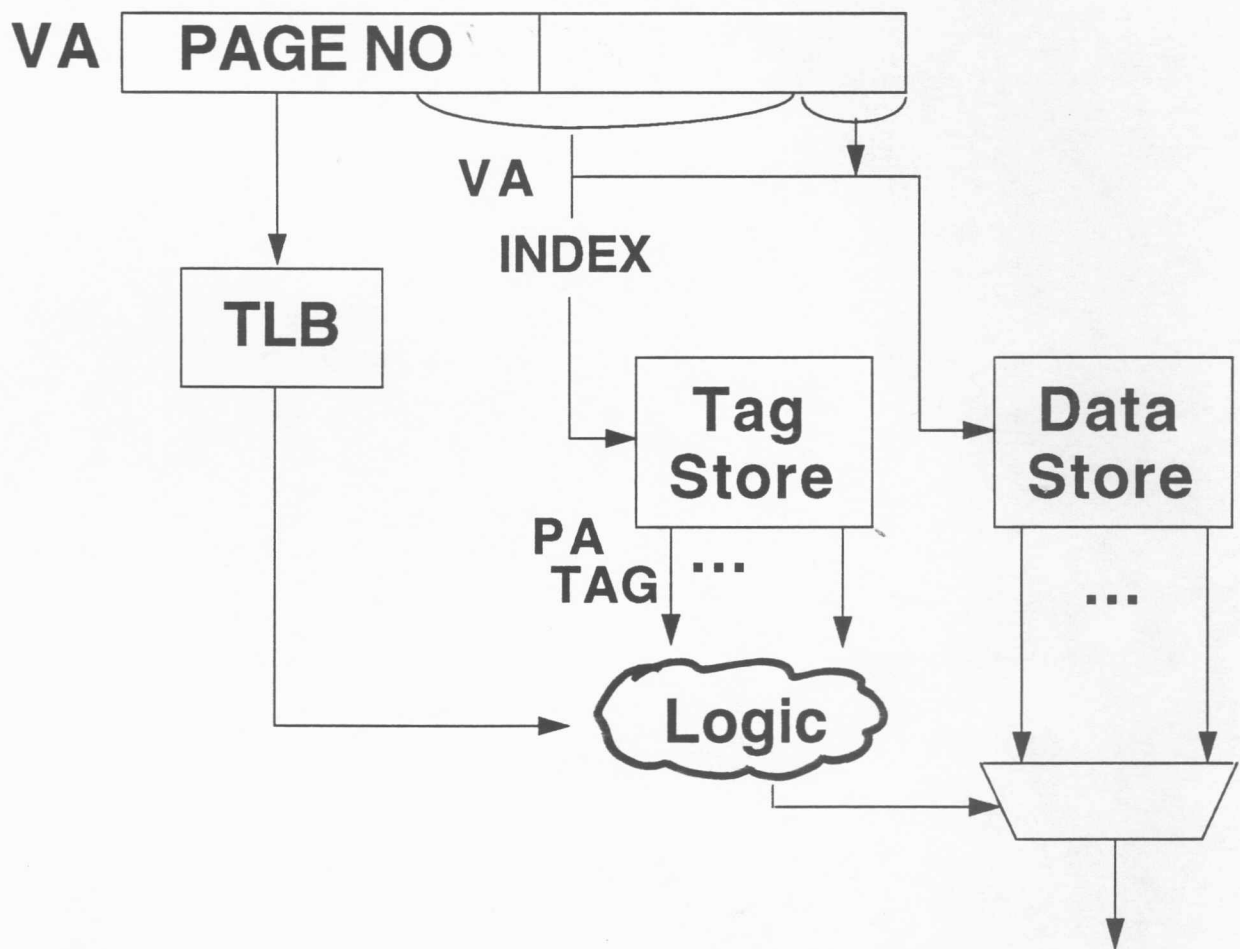 VA PAGE NO
VA
INDEX
TLB
Tag
Store
Data
Store
PA
TAG
...
...
Logic